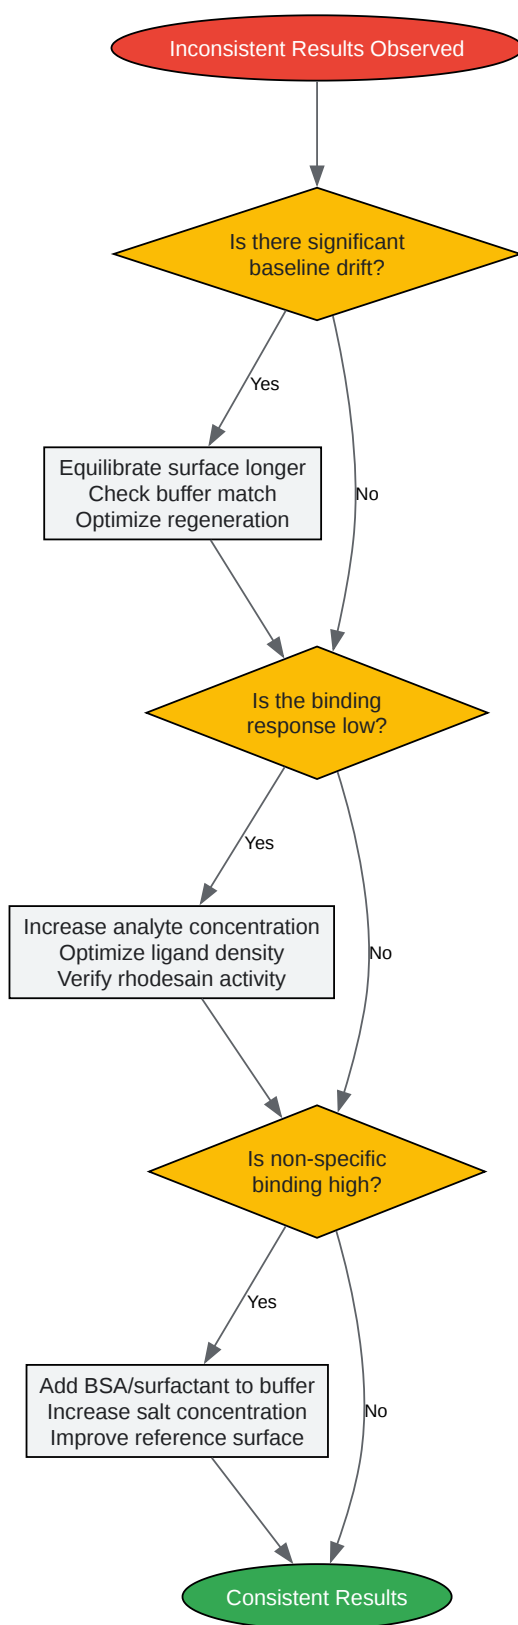 Inconsistent Results Observed
Is there significant
baseline drift?
Yes
Equilibrate surface longer
Check buffer match
Optimize regeneration
No
Is the binding
response low?
Yes
Increase analyte concentration
Optimize ligand density
Verify rhodesain activity
No
Is non-specific
binding high?
Yes
Add BSA/surfactant to buffer
Increase salt concentration
Improve reference surface
No
Consistent Results